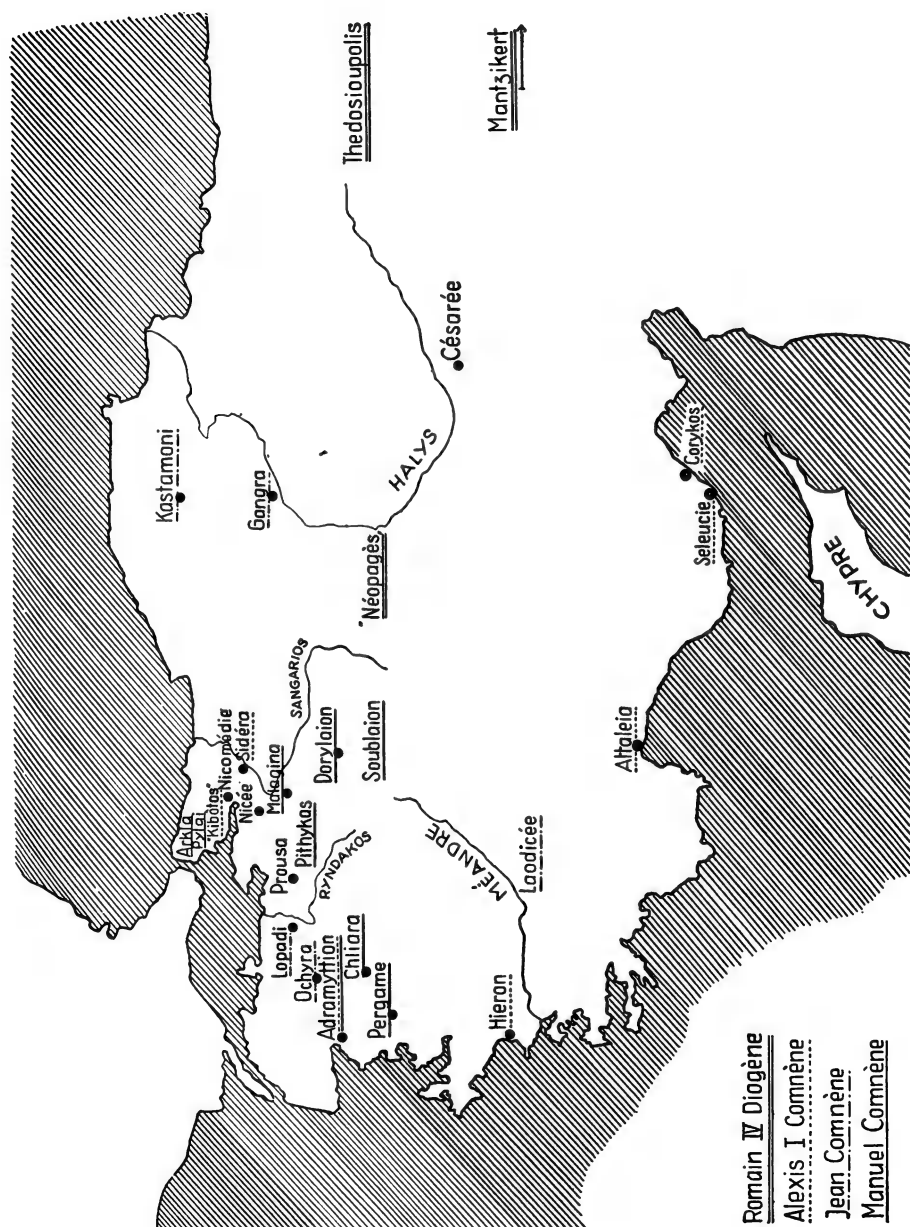 Thedosioupolis
Mantzikert
Césarée
HALYS
Kastamoni
Gangra
"Néopagès
Corykos
Seleucie
CHYPRE
SANGARIOS
Nicomédie
Sidéra
"Kibotos"
Pylai
Nicée
Malagina
Dorylaion
Soublaion
Attaleia
Prousa
Pithykas
RYNDAKOS
MÉANDRE
Laodicée
Lopadi
Ochyra
Adramyttion
Chliara
Pergame
Hieron
Romain IV Diogène
Alexis I Comnène
Jean Comnène
Manuel Comnène